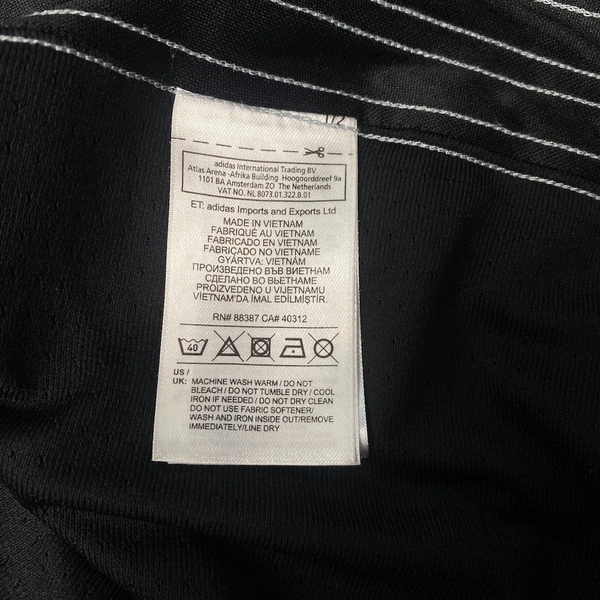 1/2
adidas International Trading BV
Atlas Arena -Afrika Building Hoogoorddreef 9a
1101 BA Amsterdam ZO The Netherlands
VAT NO. NL 8073.01.322.B.01
ET: adidas Imports and Exports Ltd
MADE IN VIETNAM
FABRIQUÉ AU VIETNAM
FABRICADO EN VIETNAM
FABRICADO NO VIETNAME
GYÁRTVA: VIETNÁM
ПРОИЗВЕДЕНО ВЪВ ВИЕТНАМ
СДЕЛАНО ВО ВЬЕТНАМЕ
PROIZVEDENO U VIJETNAMU
VİETNAM'DA İMAL EDİLMİŞTİR.
RN# 88387 CA# 40312
40
US /
UK: MACHINE WASH WARM / DO NOT
BLEACH / DO NOT TUMBLE DRY / COOL
IRON IF NEEDED / DO NOT DRY CLEAN
DO NOT USE FABRIC SOFTENER/
WASH AND IRON INSIDE OUT/REMOVE
IMMEDIATELY/LINE DRY